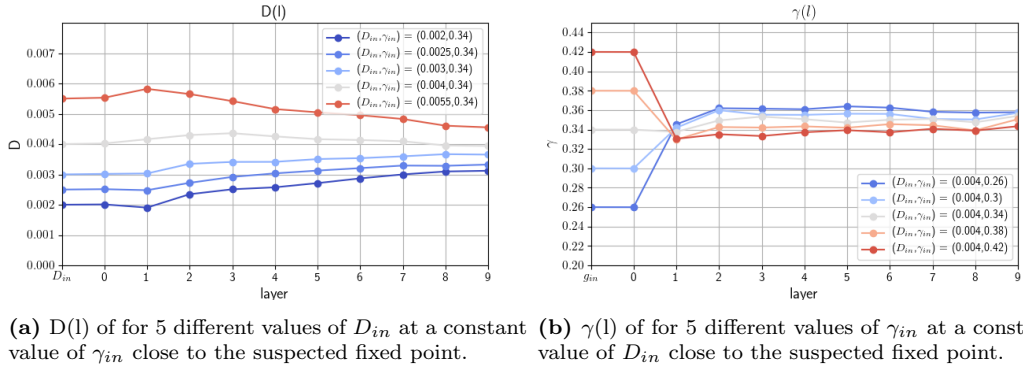 D(l)
0.007
0.006
0.005
0.004
0.003
0.002
0.001
0.000
D
(D_in,γ_in) = (0.002,0.34)
(D_in,γ_in) = (0.0025,0.34)
(D_in,γ_in) = (0.003,0.34)
(D_in,γ_in) = (0.004,0.34)
(D_in,γ_in) = (0.0055,0.34)
D_in 0 1 2 3 4 5 6 7 8 9
layer
γ(l)
0.44
0.42
0.40
0.38
0.36
0.34
0.32
0.30
0.28
0.26
0.24
0.22
0.20
γ
(D_in,γ_in) = (0.004,0.26)
(D_in,γ_in) = (0.004,0.3)
(D_in,γ_in) = (0.004,0.34)
(D_in,γ_in) = (0.004,0.38)
(D_in,γ_in) = (0.004,0.42)
g_in 0 1 2 3 4 5 6 7 8 9
layer
(a) D(l) of for 5 different values of D_in at a constant
value of γ_in close to the suspected fixed point.
(b) γ(l) of for 5 different values of γ_in at a const
value of D_in close to the suspected fixed point.